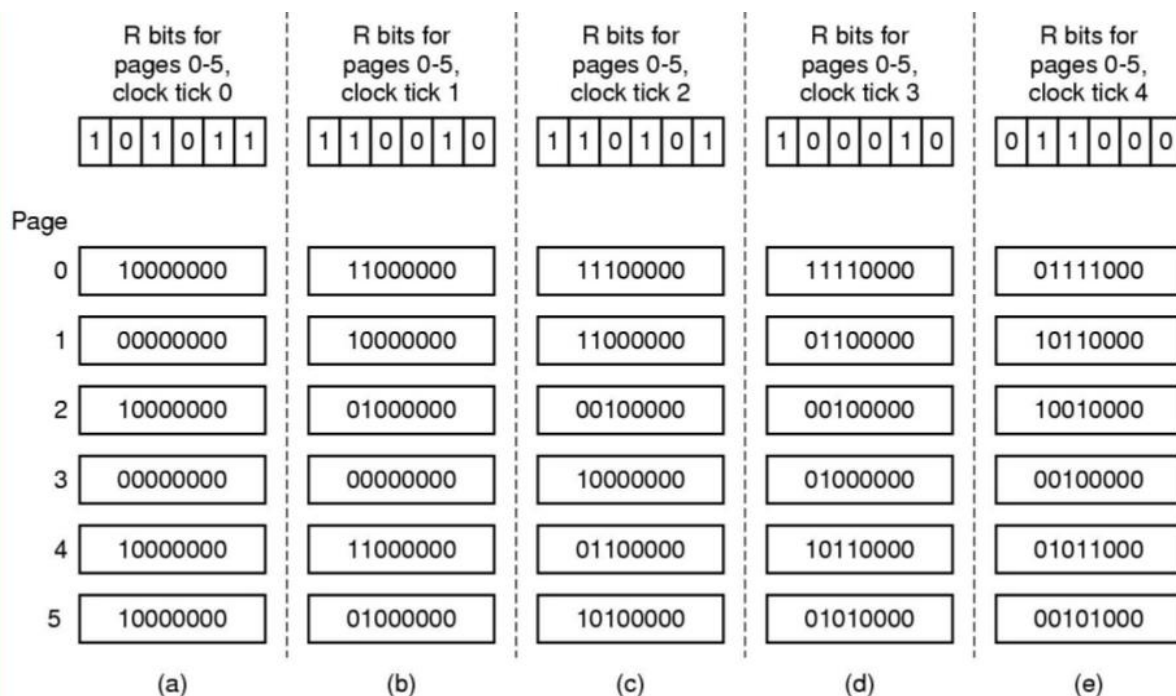 R bits for pages 0-5, clock tick 0
R bits for pages 0-5, clock tick 1
R bits for pages 0-5, clock tick 2
R bits for pages 0-5, clock tick 3
R bits for pages 0-5, clock tick 4
1 0 1 0 1 1
1 1 0 0 1 0
1 1 0 1 0 1
1 0 0 0 1 0
0 1 1 0 0 0
Page
0 10000000 11000000 11100000 11110000 01111000
1 00000000 10000000 11000000 01100000 10110000
2 10000000 01000000 00100000 00100000 10010000
3 00000000 00000000 10000000 01000000 00100000
4 10000000 11000000 01100000 10110000 01011000
5 10000000 01000000 10100000 01010000 00101000
(a) (b) (c) (d) (e)